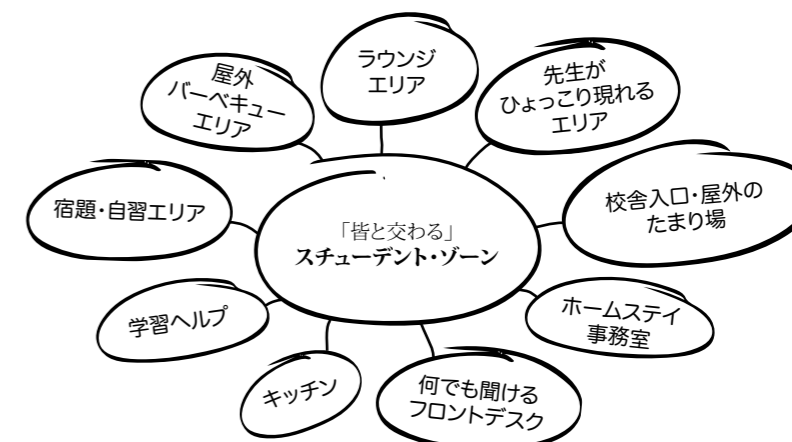 ラウンジ
エリア
屋外
バーベキュー
エリア
先生が
ひょっこり現れる
エリア
宿題・自習エリア
校舎入口・屋外の
たまり場
「皆と交わる」
スチューデント・ゾーン
学習ヘルプ
ホームステイ
事務室
キッチン
何でも聞ける
フロントデスク